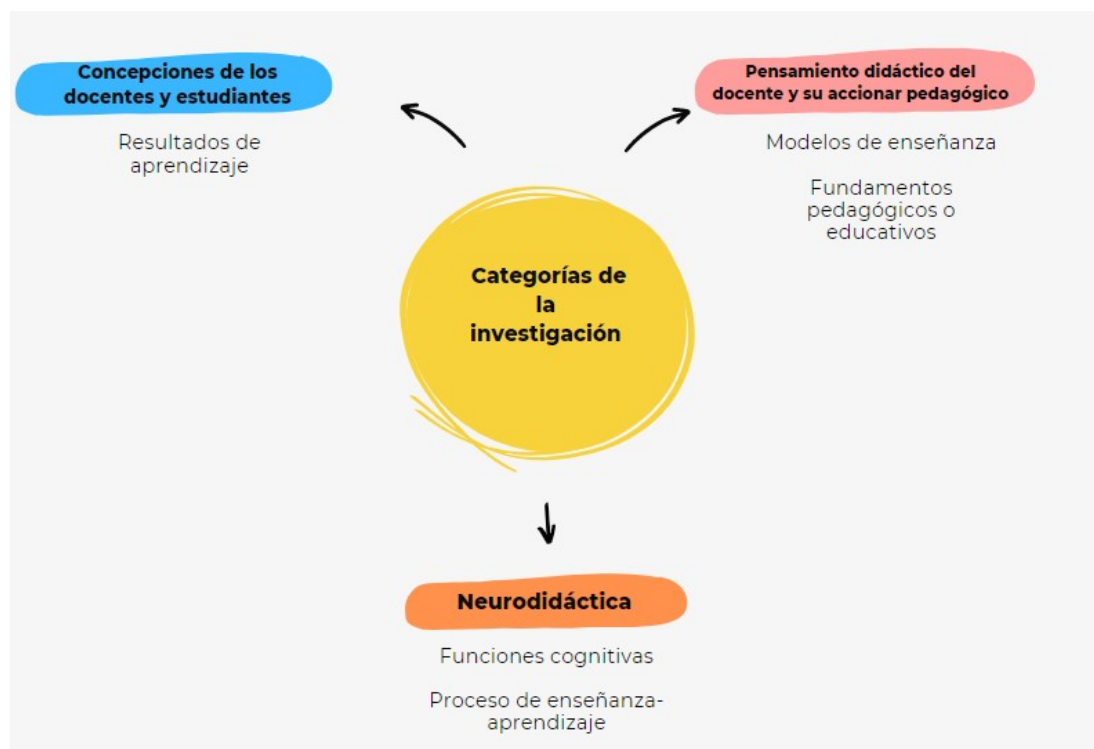 Concepciones de los
docentes y estudiantes
Resultados de
aprendizaje
Pensamiento didáctico del
docente y su accionar pedagógico
Modelos de enseñanza
Fundamentos
pedagógicos o
educativos
Categorías de
la
investigación
Neurodidáctica
Funciones cognitivas
Proceso de enseñanza-
aprendizaje